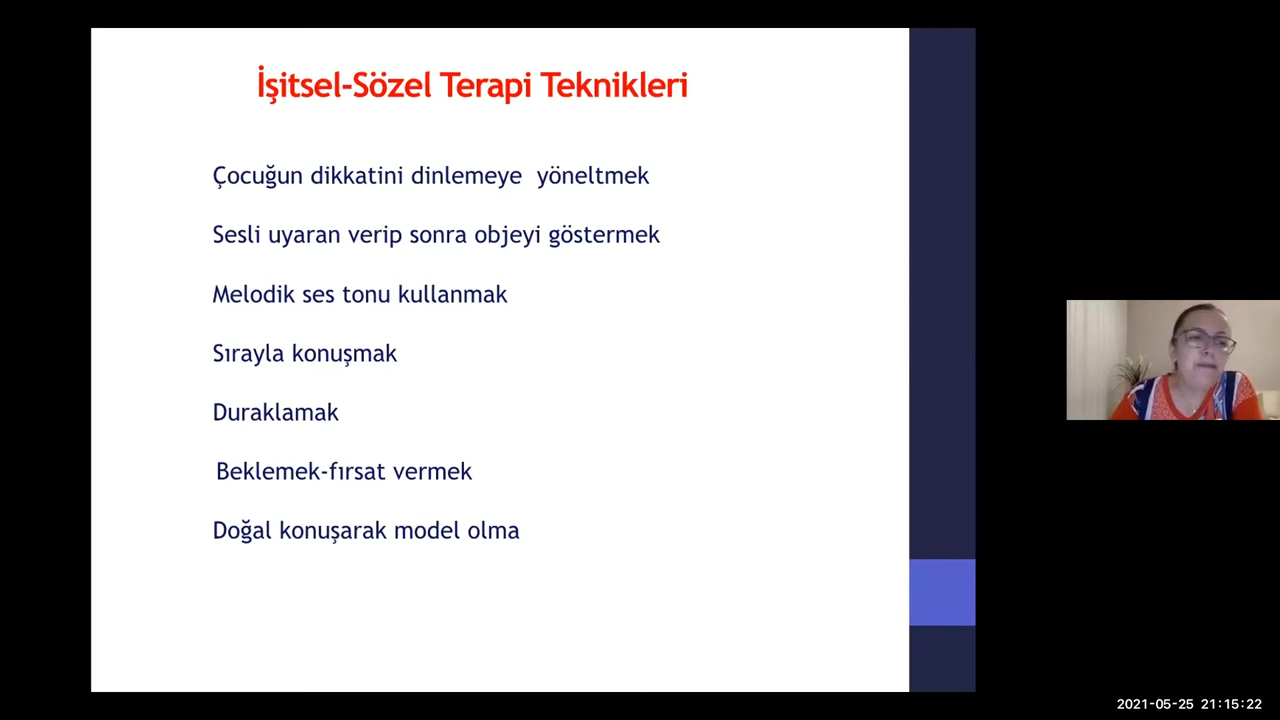 İşitsel-Sözel Terapi Teknikleri
Çocuğun dikkatini dinlemeye yöneltmek
Sesli uyaran verip sonra objeyi göstermek
Melodik ses tonu kullanmak
Sırayla konuşmak
Duraklamak
Beklemek-fırsat vermek
Doğal konuşarak model olma
2021-05-25 21:15:22